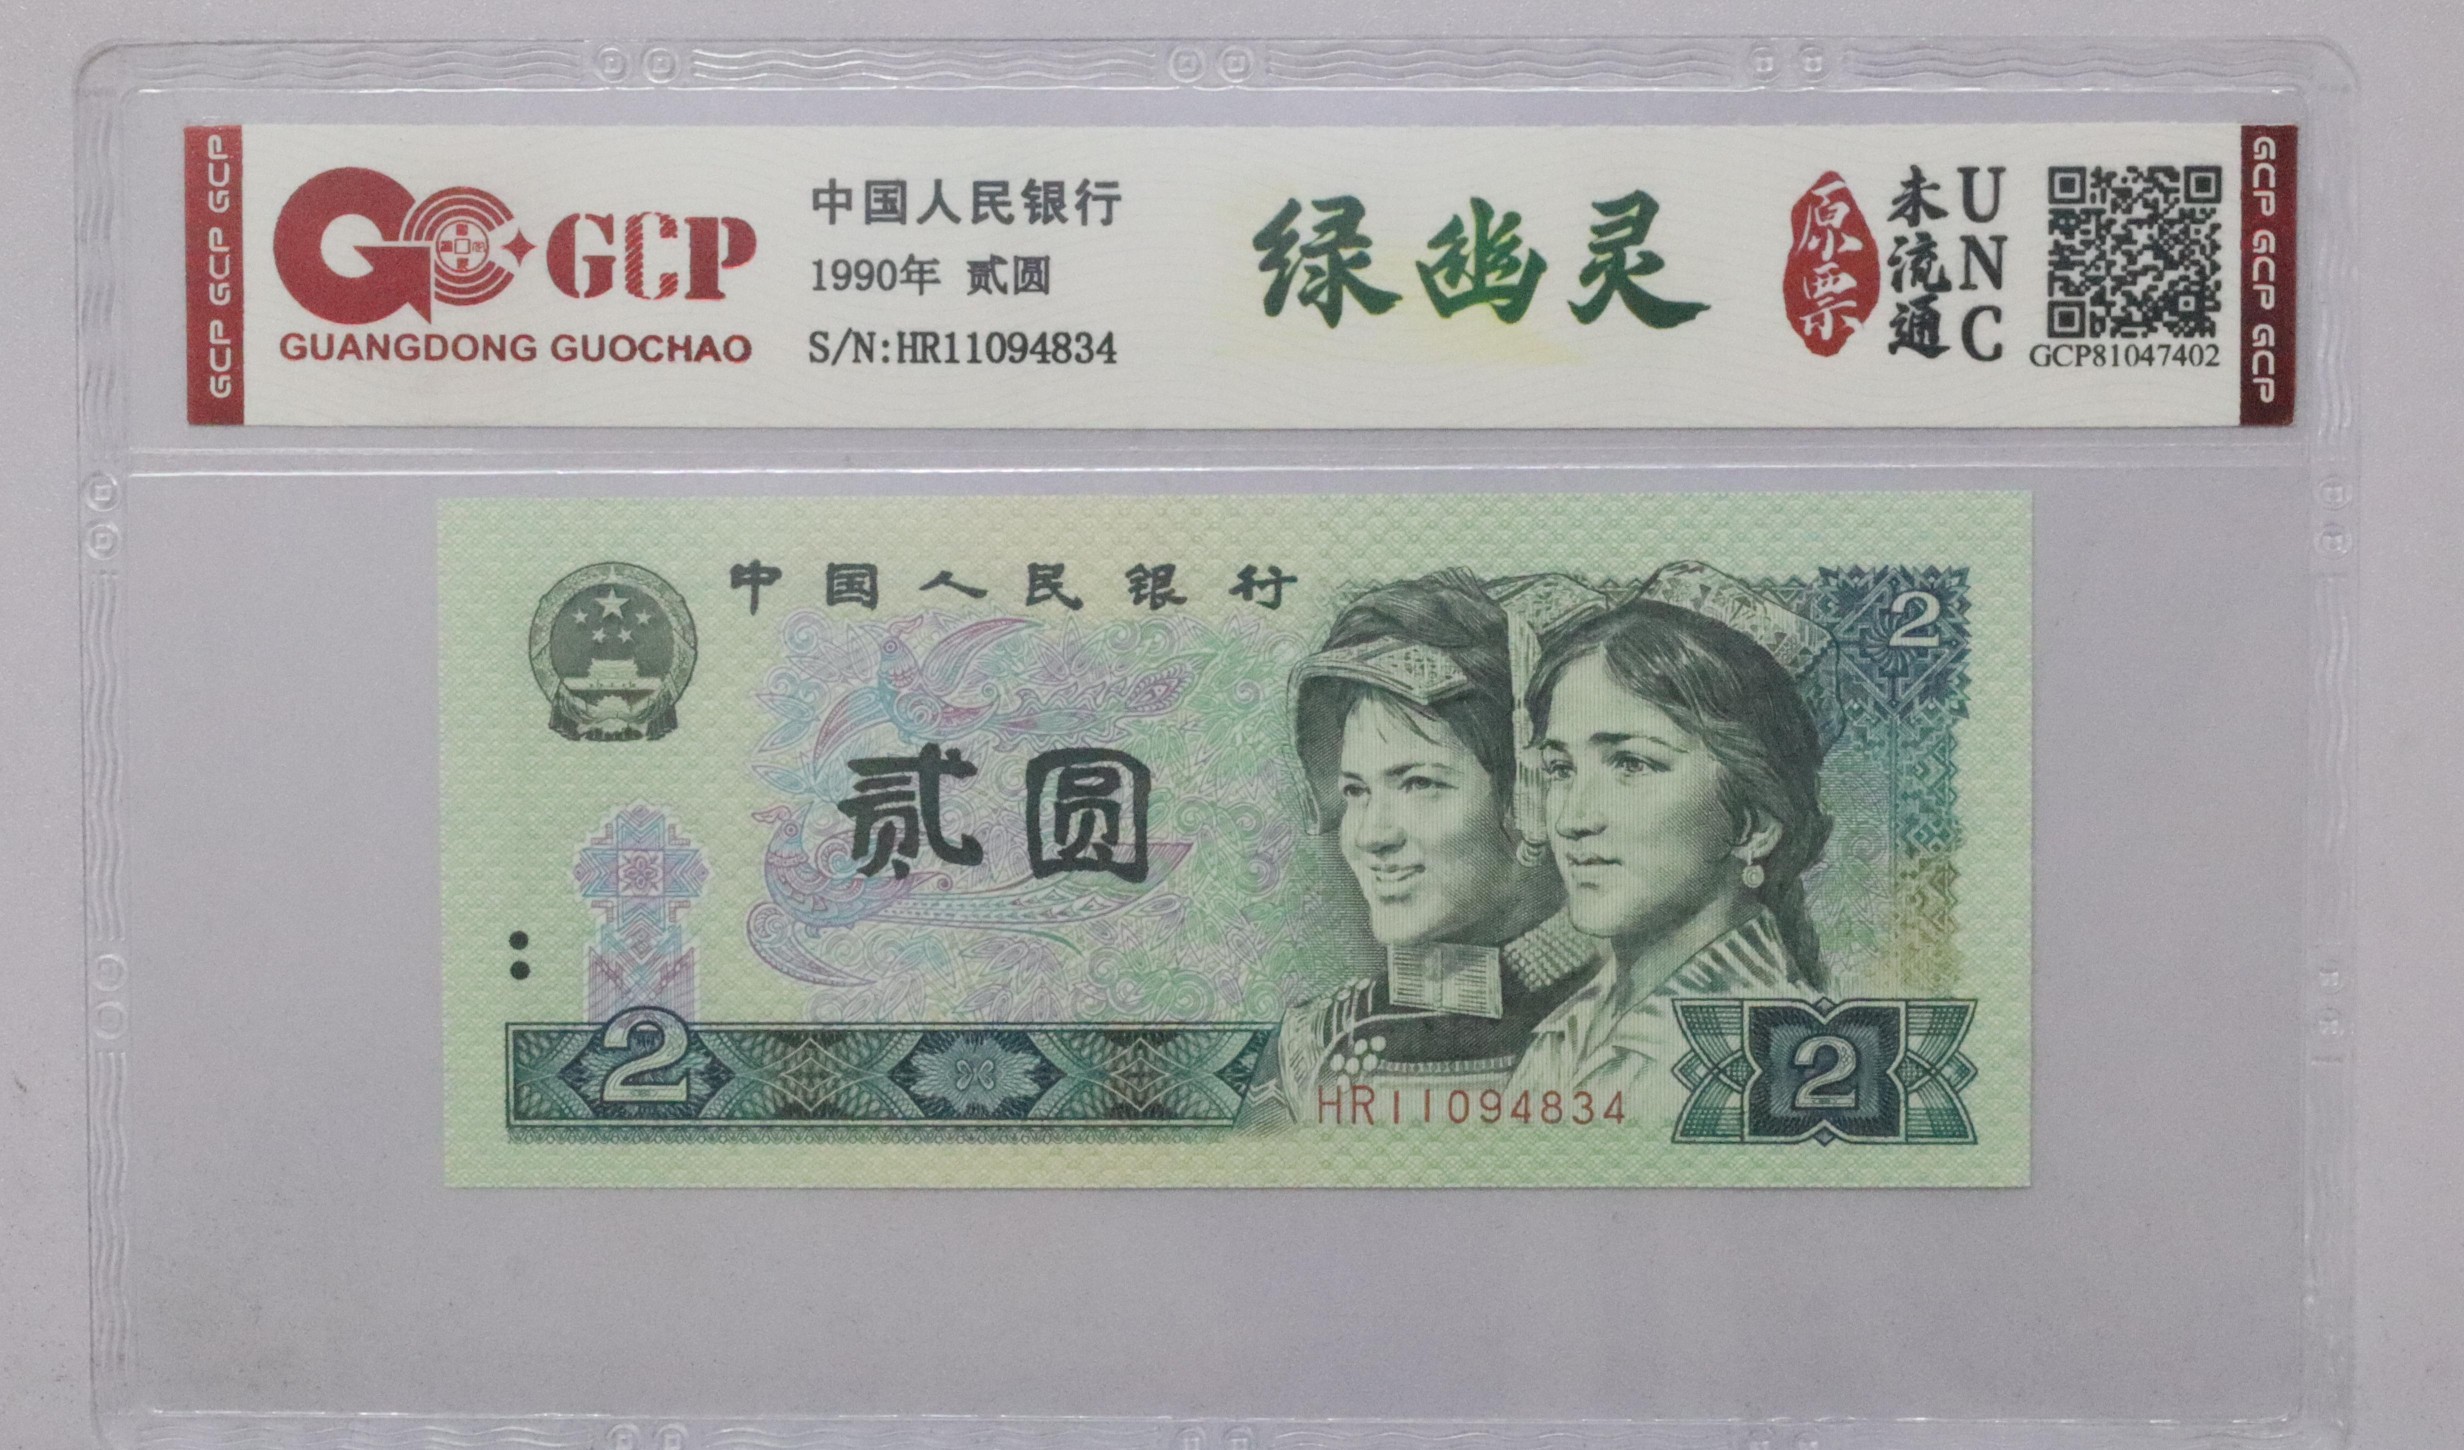 GCP GCP GCP
GCP
GUANGDONG GUOCHAO
中国人民银行
1990年 贰圆
S/N:HR11094834
绿幽灵
原票
未流通
UNC
GCP81047402
GCP GCP GCP
中国人民银行
2
贰圆
2
HR11094834
2